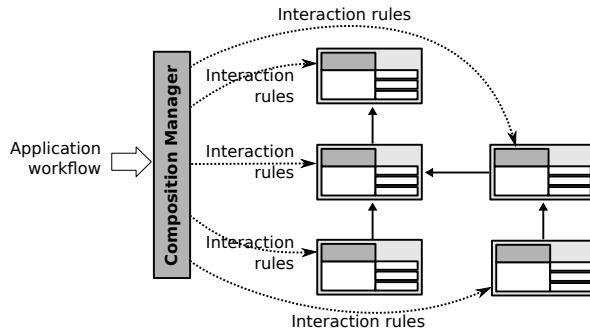 Interaction rules
Interaction
rules
Application
workflow
Composition Manager
Interaction
rules
Interaction
rules
Interaction rules